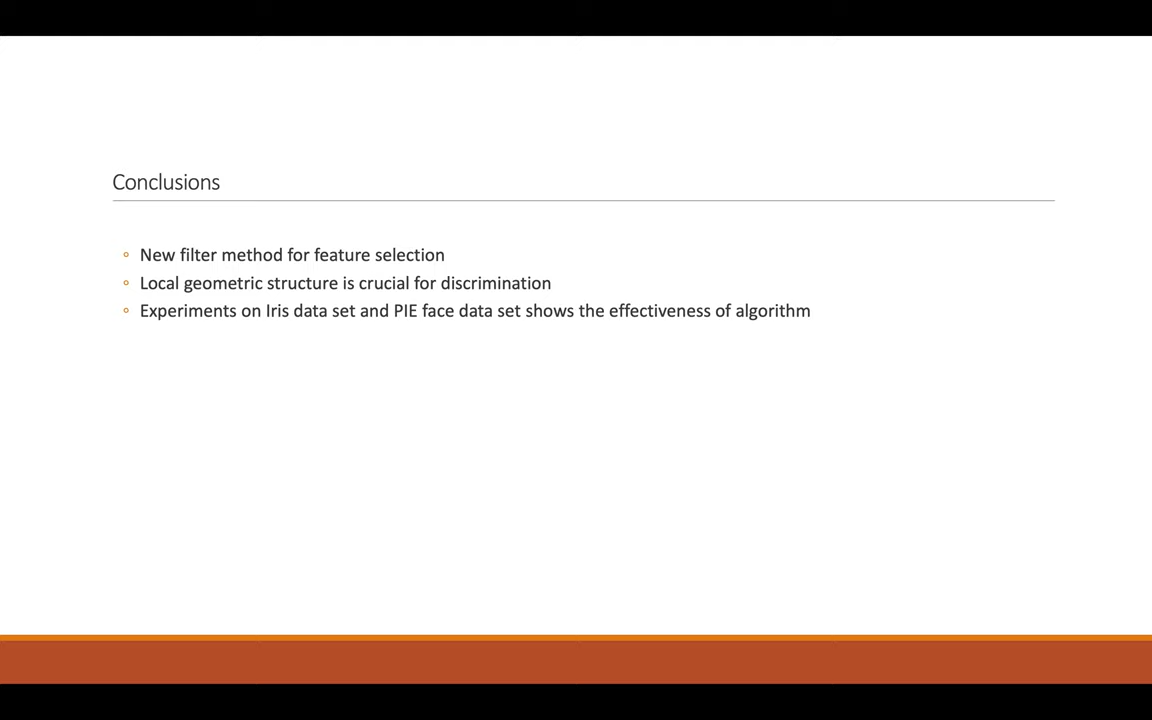 Conclusions
◦ New filter method for feature selection
◦ Local geometric structure is crucial for discrimination
◦ Experiments on Iris data set and PIE face data set shows the effectiveness of algorithm